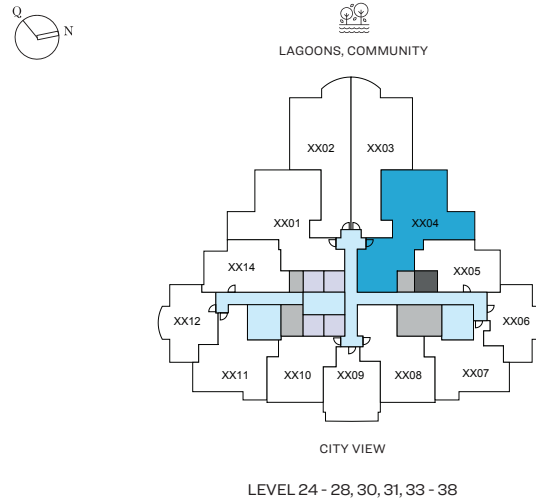 Q
N
LAGOONS, COMMUNITY
XX02
XX03
XX01
XX04
XX14
XX05
XX12
XX06
XX11
XX10
XX09
XX08
XX07
CITY VIEW
LEVEL 24 - 28, 30, 31, 33 - 38